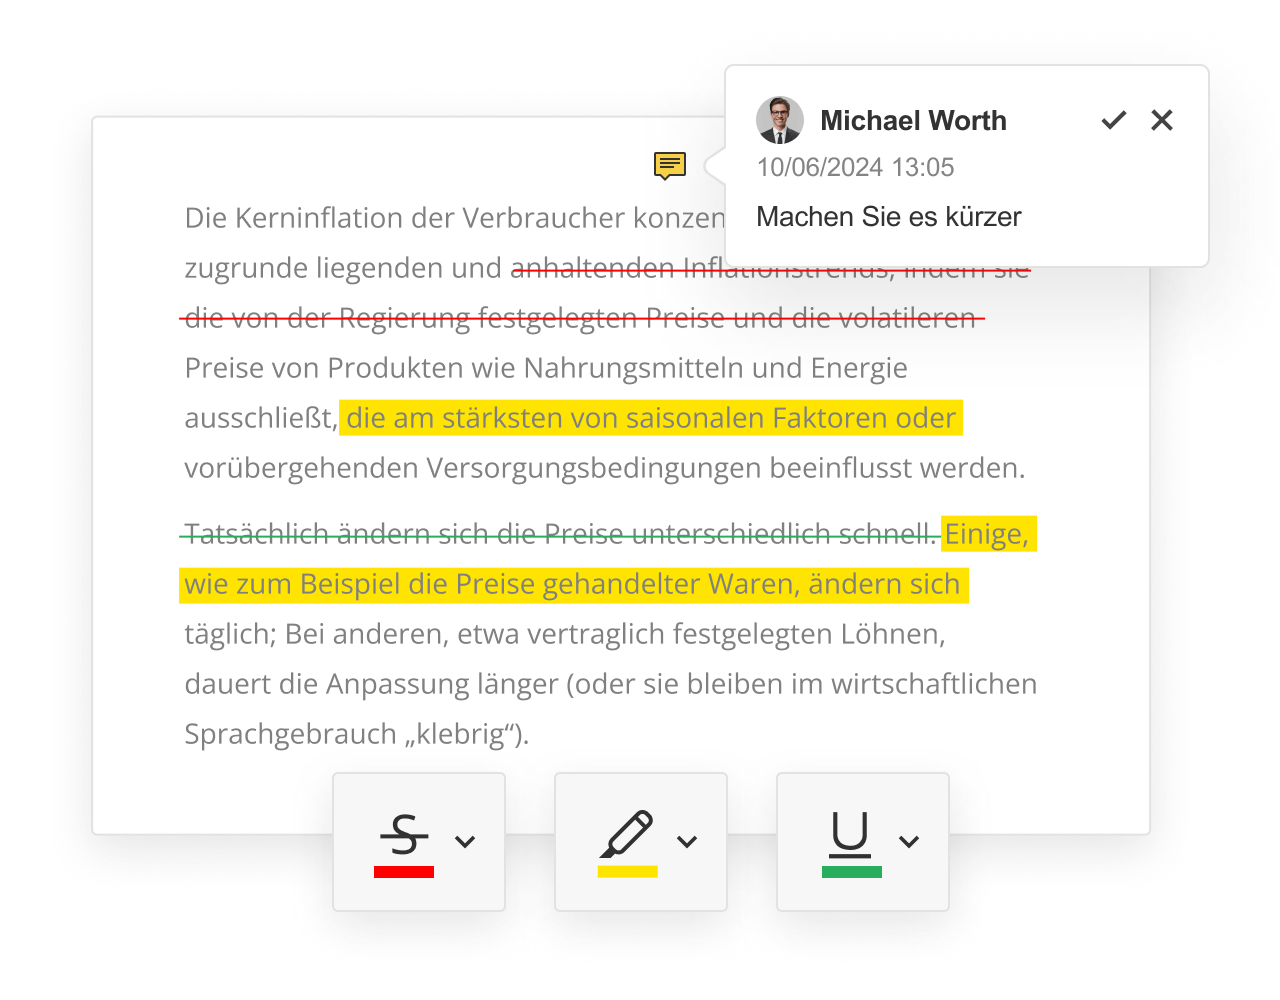 Michael Worth
10/06/2024 13:05
Machen Sie es kürzer
Die Kerninflation der Verbraucher
zugrunde liegenden und anhaltenden Inflationstrends, indem sie
die von der Regierung festgelegten Preise und die volatileren
Preise von Produkten wie Nahrungsmitteln und Energie
ausschließt, die am stärksten von saisonalen Faktoren oder
vorübergehenden Versorgungsbedingungen beeinflusst werden.
Tatsächlich ändern sich die Preise unterschiedlich schnell. Einige,
wie zum Beispiel die Preise gehandelter Waren, ändern sich
täglich; Bei anderen, etwa vertraglich festgelegten Löhnen,
dauert die Anpassung länger (oder sie bleiben im wirtschaftlichen
Sprachgebrauch „klebrig“).
S
U